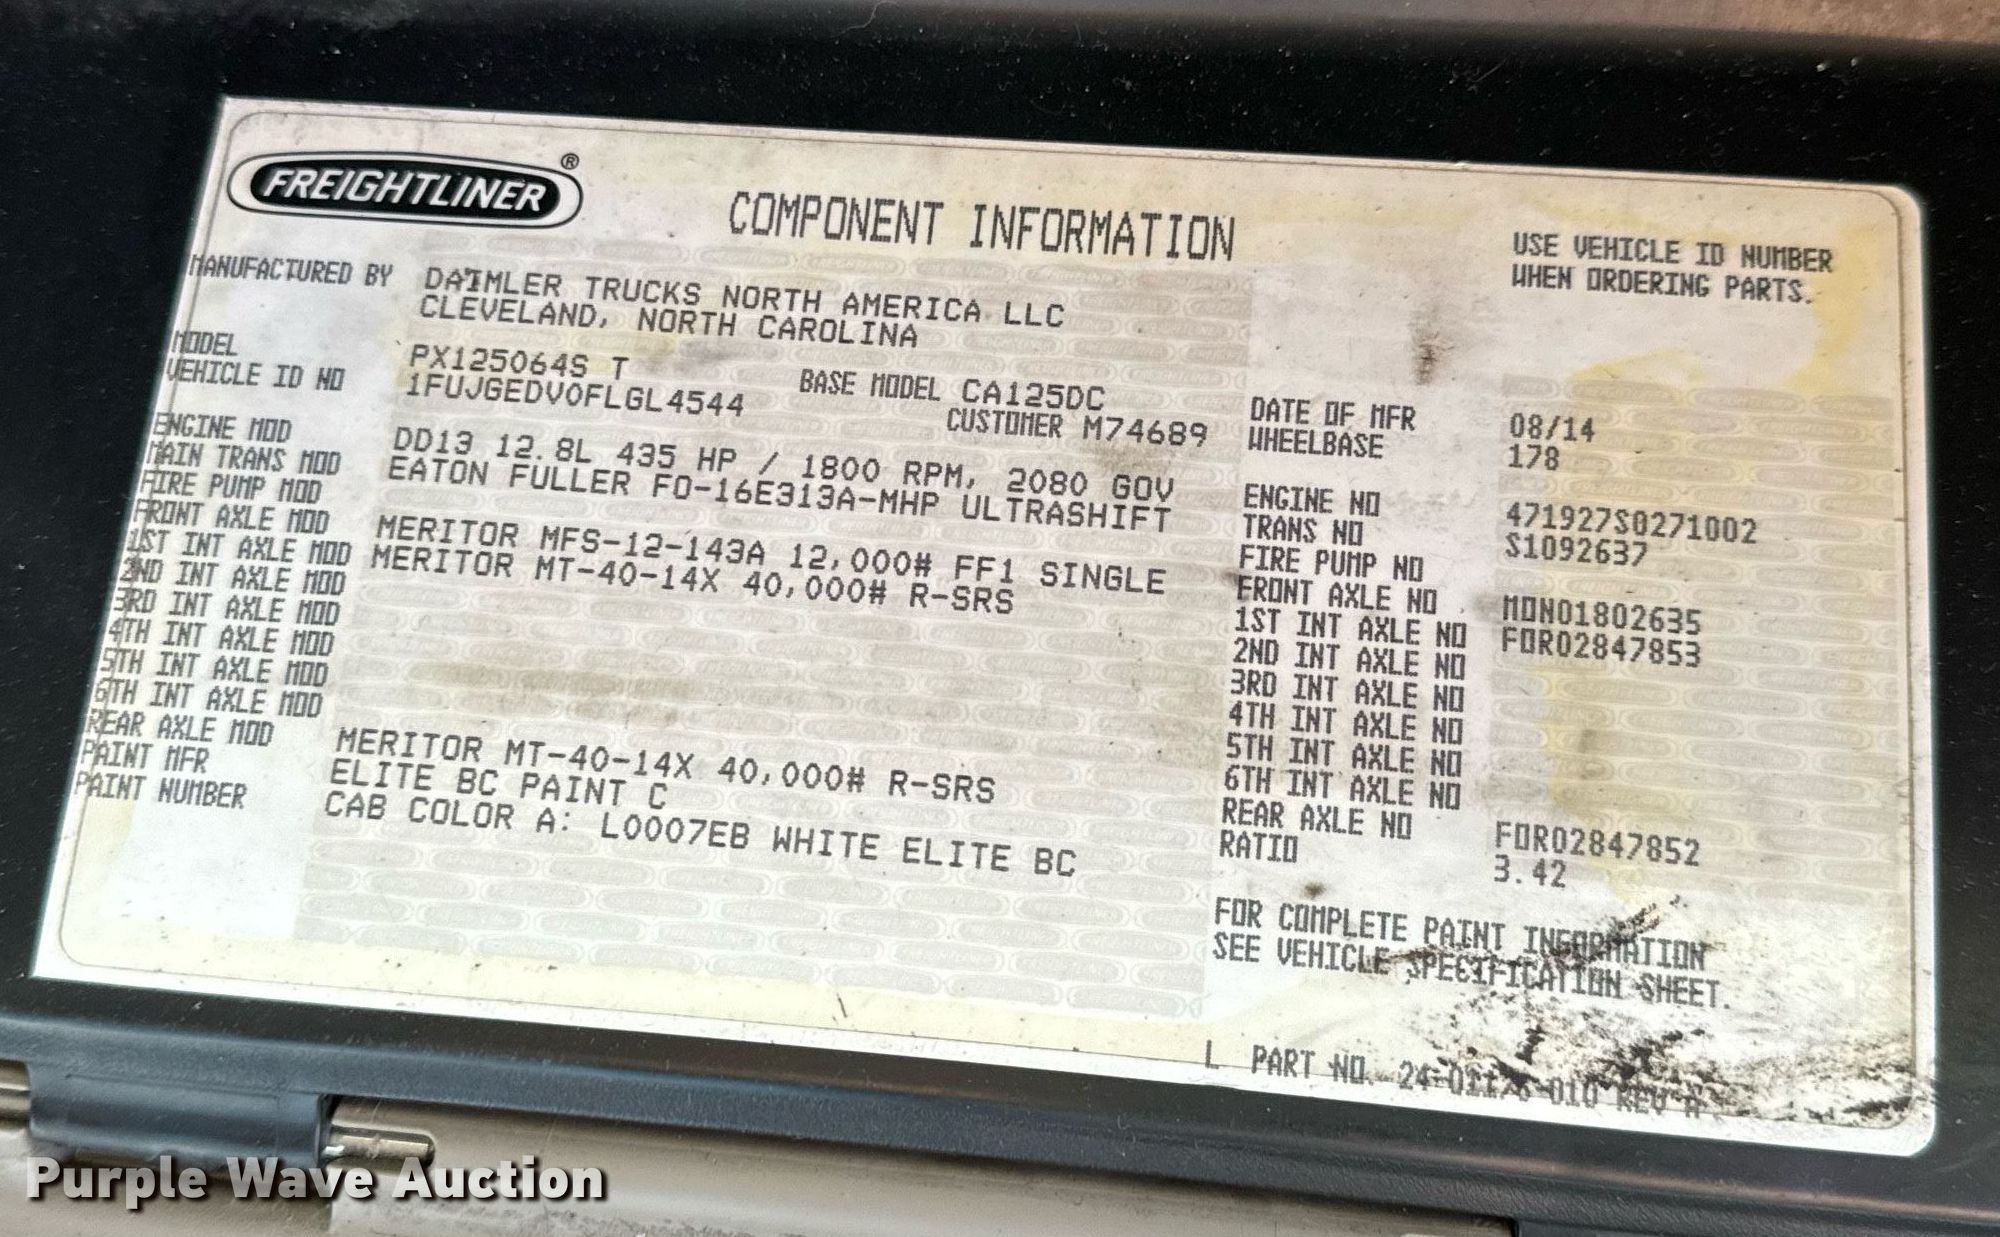 FREIGHTLINER®
COMPONENT INFORMATION
USE VEHICLE ID NUMBER
WHEN ORDERING PARTS.
MANUFACTURED BY DAIMLER TRUCKS NORTH AMERICA LLC
CLEVELAND, NORTH CAROLINA
MODEL PX125064S T BASE MODEL CA125DC
VEHICLE ID NO 1FUJGEDV0FLGL4544 CUSTOMER M74689
DATE OF MFR 08/14
WHEELBASE 178
ENGINE MOD DD13 12.8L 435 HP / 1800 RPM, 2080 GOV
MAIN TRANS MOD EATON FULLER FO-16E313A-MHP ULTRASHIFT
FIRE PUMP MOD
FRONT AXLE MOD MERITOR MFS-12-143A 12,000# FF1 SINGLE
1ST INT AXLE MOD MERITOR MT-40-14X 40,000# R-SRS
2ND INT AXLE MOD
3RD INT AXLE MOD
4TH INT AXLE MOD
5TH INT AXLE MOD
6TH INT AXLE MOD
REAR AXLE MOD MERITOR MT-40-14X 40,000# R-SRS
PAINT MFR ELITE BC PAINT C
PAINT NUMBER CAB COLOR A: L0007EB WHITE ELITE BC
ENGINE NO 471927S0271002
TRANS NO S1092637
FIRE PUMP NO
FRONT AXLE NO MON01802635
1ST INT AXLE NO FOR02847853
2ND INT AXLE NO
3RD INT AXLE NO
4TH INT AXLE NO
5TH INT AXLE NO
6TH INT AXLE NO
REAR AXLE NO FOR02847852
RATIO 3.42
FOR COMPLETE PAINT INFORMATION
SEE VEHICLE SPECIFICATION SHEET.
L PART NO. 24-01176-010 REV A
Purple Wave Auction